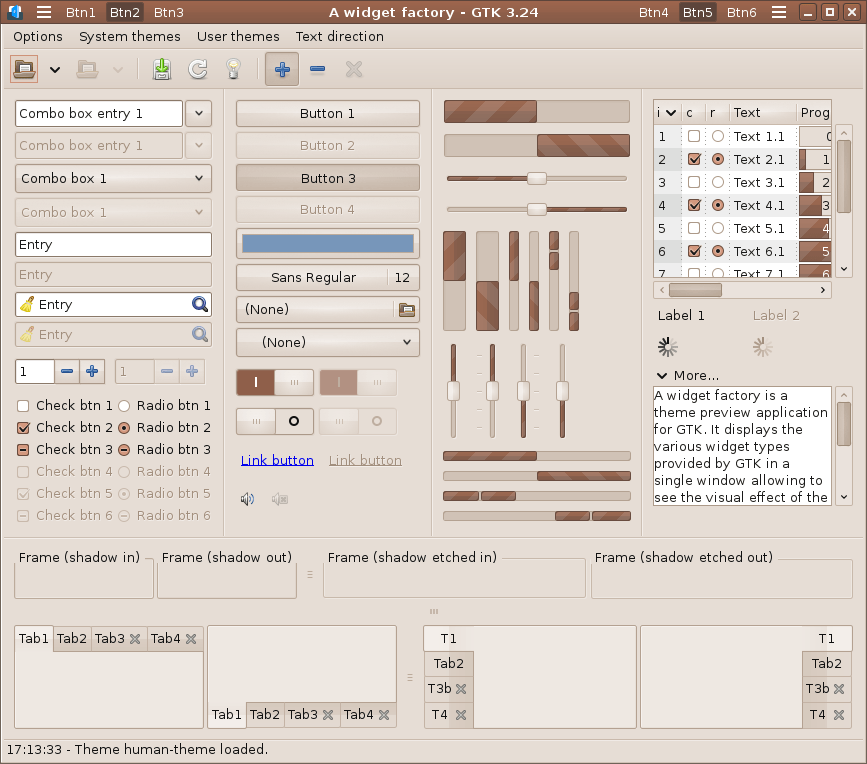 Btn1 Btn2 Btn3 A widget factory - GTK 3.24 Btn4 Btn5 Btn6
Options System themes User themes Text direction
Combo box entry 1
Combo box entry 1
Combo box 1
Combo box 1
Entry
Entry
Entry
Entry
1 1
Check btn 1 Radio btn 1
Check btn 2 Radio btn 2
Check btn 3 Radio btn 3
Check btn 4 Radio btn 4
Check btn 5 Radio btn 5
Check btn 6 Radio btn 6
Button 1
Button 2
Button 3
Button 4
Sans Regular 12
(None)
(None)
Link button Link button
i c r Text Prog
1 Text 1.1 0
2 Text 2.1 1
3 Text 3.1 2
4 Text 4.1 3
5 Text 5.1 4
6 Text 6.1 5
7 Text 7.1 6
Label 1 Label 2
More...
A widget factory is a
theme preview application
for GTK. It displays the
various widget types
provided by GTK in a
single window allowing to
see the visual effect of the
Frame (shadow in) Frame (shadow out) Frame (shadow etched in) Frame (shadow etched out)
Tab1 Tab2 Tab3 Tab4
Tab1 Tab2 Tab3 Tab4
T1
Tab2
T3b
T4
T1
Tab2
T3b
T4
17:13:33 - Theme human-theme loaded.